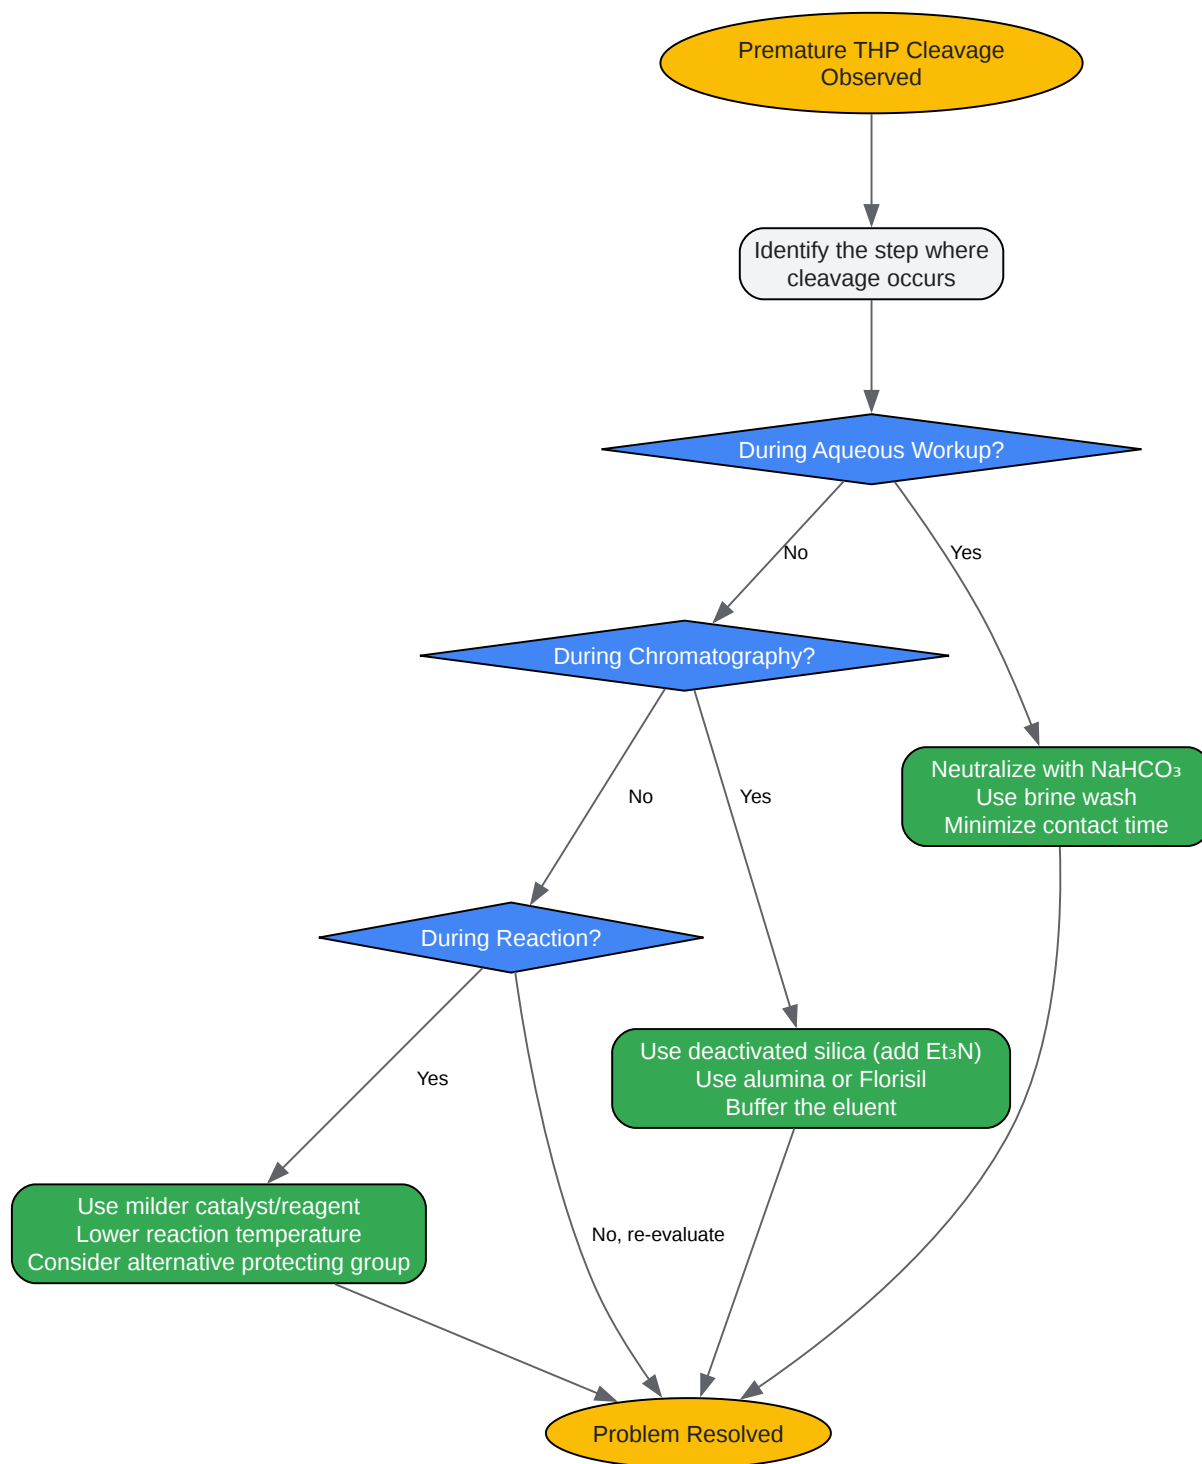 Premature THP Cleavage
Observed
Identify the step where
cleavage occurs
During Aqueous Workup?
No
Yes
During Chromatography?
No
Yes
Neutralize with NaHCO₃
Use brine wash
Minimize contact time
During Reaction?
Yes
No, re-evaluate
Use deactivated silica (add Et₃N)
Use alumina or Florisil
Buffer the eluent
Use milder catalyst/reagent
Lower reaction temperature
Consider alternative protecting group
Problem Resolved